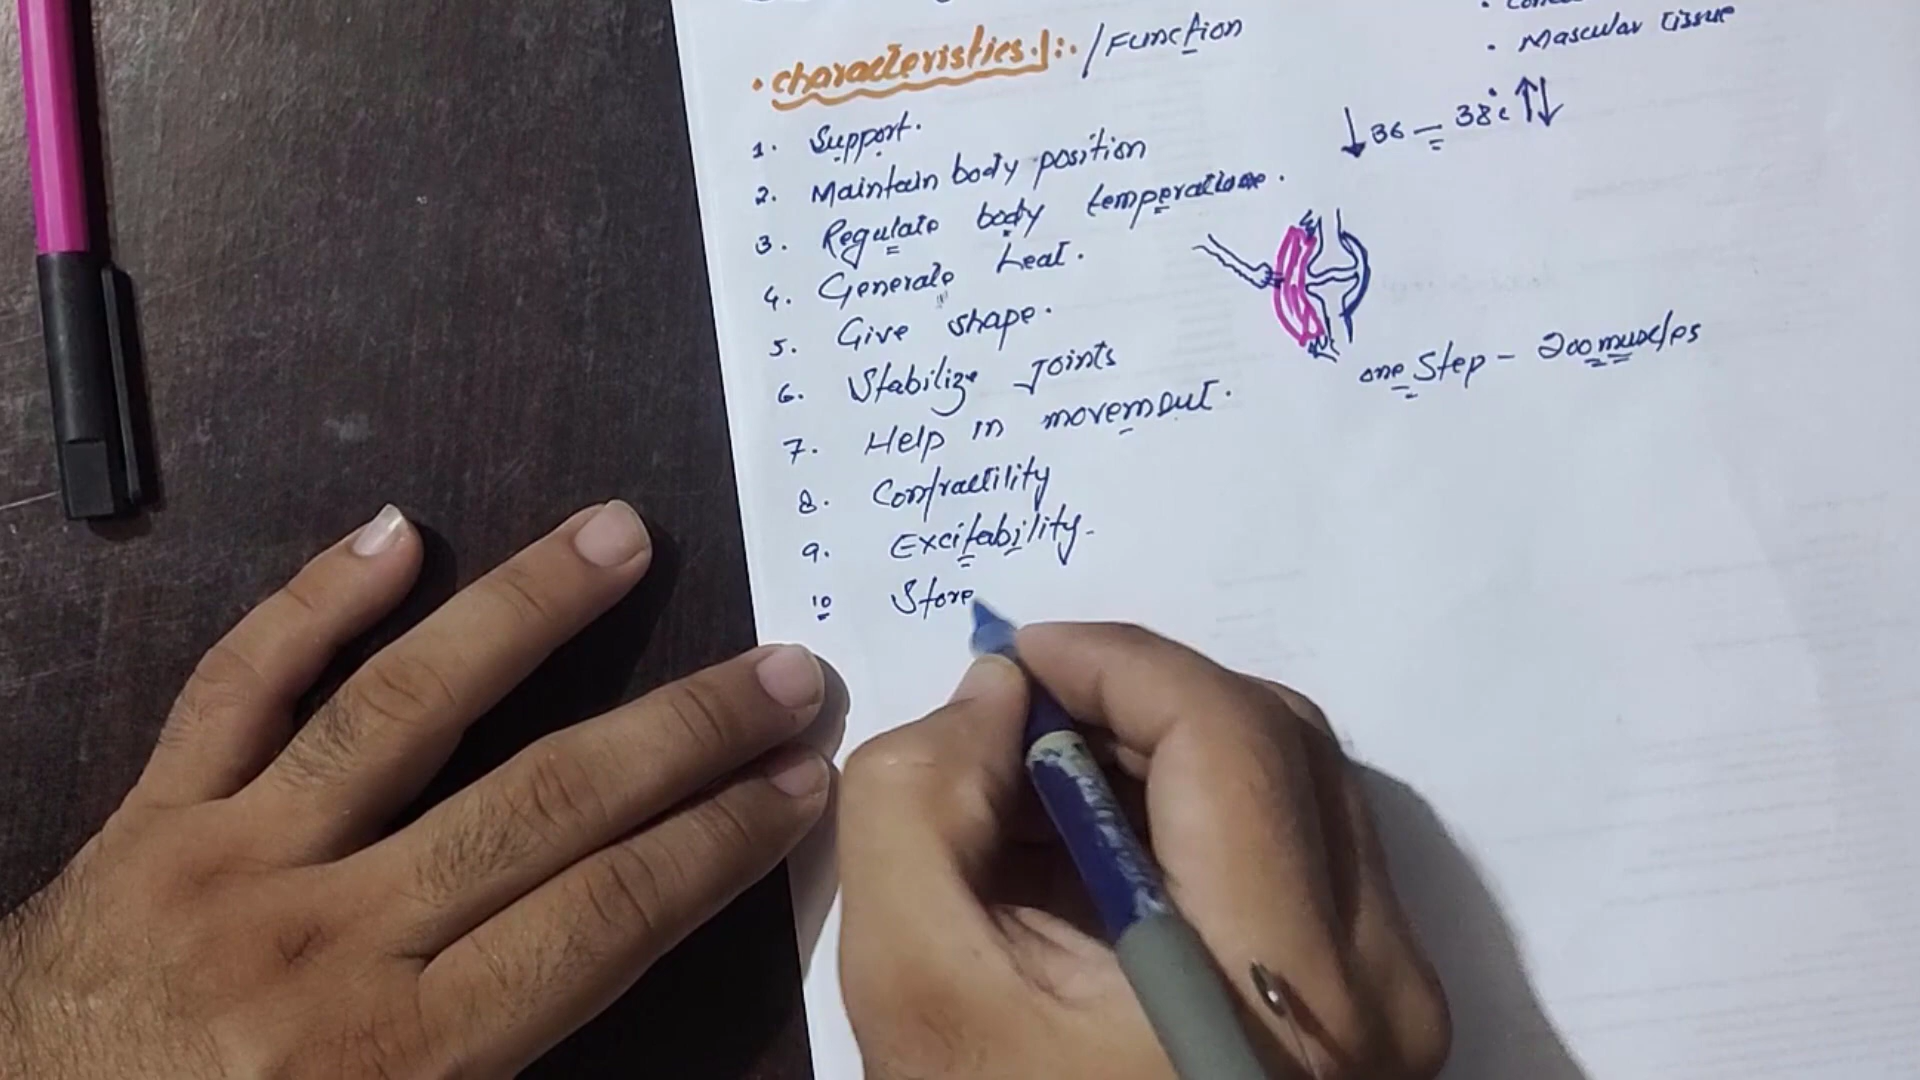 • characteristics. :. / Function
1. Support.
2. Maintain body position
3. Regulate body temperature.
4. Generate heat.
5. Give shape.
6. Stabilize Joints
7. Help in movement.
8. Contractility
9. Excitability.
10 Store
• Mascular tissue
↓36 – 38°c ↑↓
one Step – 200 muscles